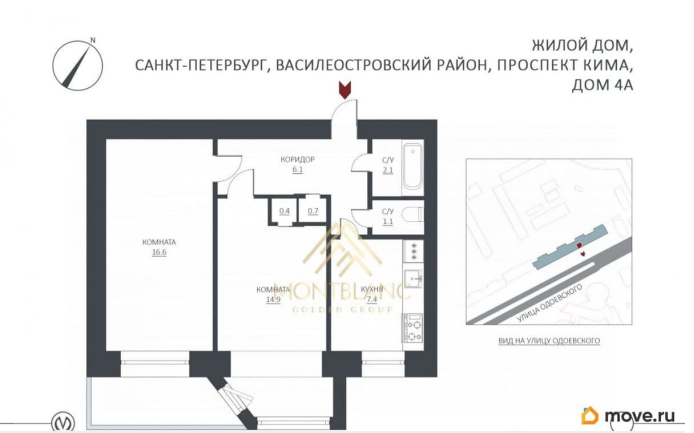 N
ЖИЛОЙ ДОМ,
САНКТ-ПЕТЕРБУРГ, ВАСИЛЕОСТРОВСКИЙ РАЙОН, ПРОСПЕКТ КИМА,
ДОМ 4А
КОРИДОР
6.1
С/У
2.1
0.4
0.7
С/У
1.1
КОМНАТА
16.6
КОМНАТА
14.9
КУХНЯ
7.4
MONTBLANC
GOLDEN GROUP
УЛИЦА ОДОЕВСКОГО
ВИД НА УЛИЦУ ОДОЕВСКОГО
move.ru